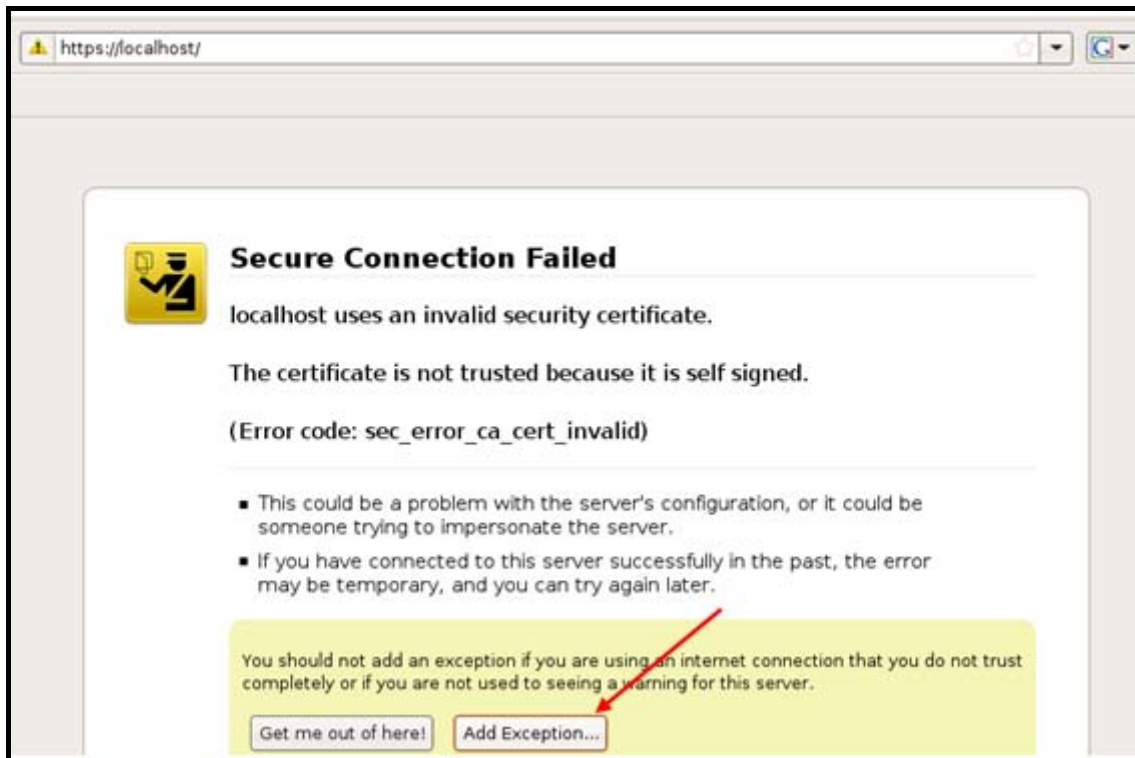 https://localhost/
Secure Connection Failed
localhost uses an invalid security certificate.
The certificate is not trusted because it is self signed.
(Error code: sec_error_ca_cert_invalid)
This could be a problem with the server's configuration, or it could be
someone trying to impersonate the server.
If you have connected to this server successfully in the past, the error
may be temporary, and you can try again later.
You should not add an exception if you are using an internet connection that you do not trust
completely or if you are not used to seeing a warning for this server.
Get me out of here!
Add Exception...